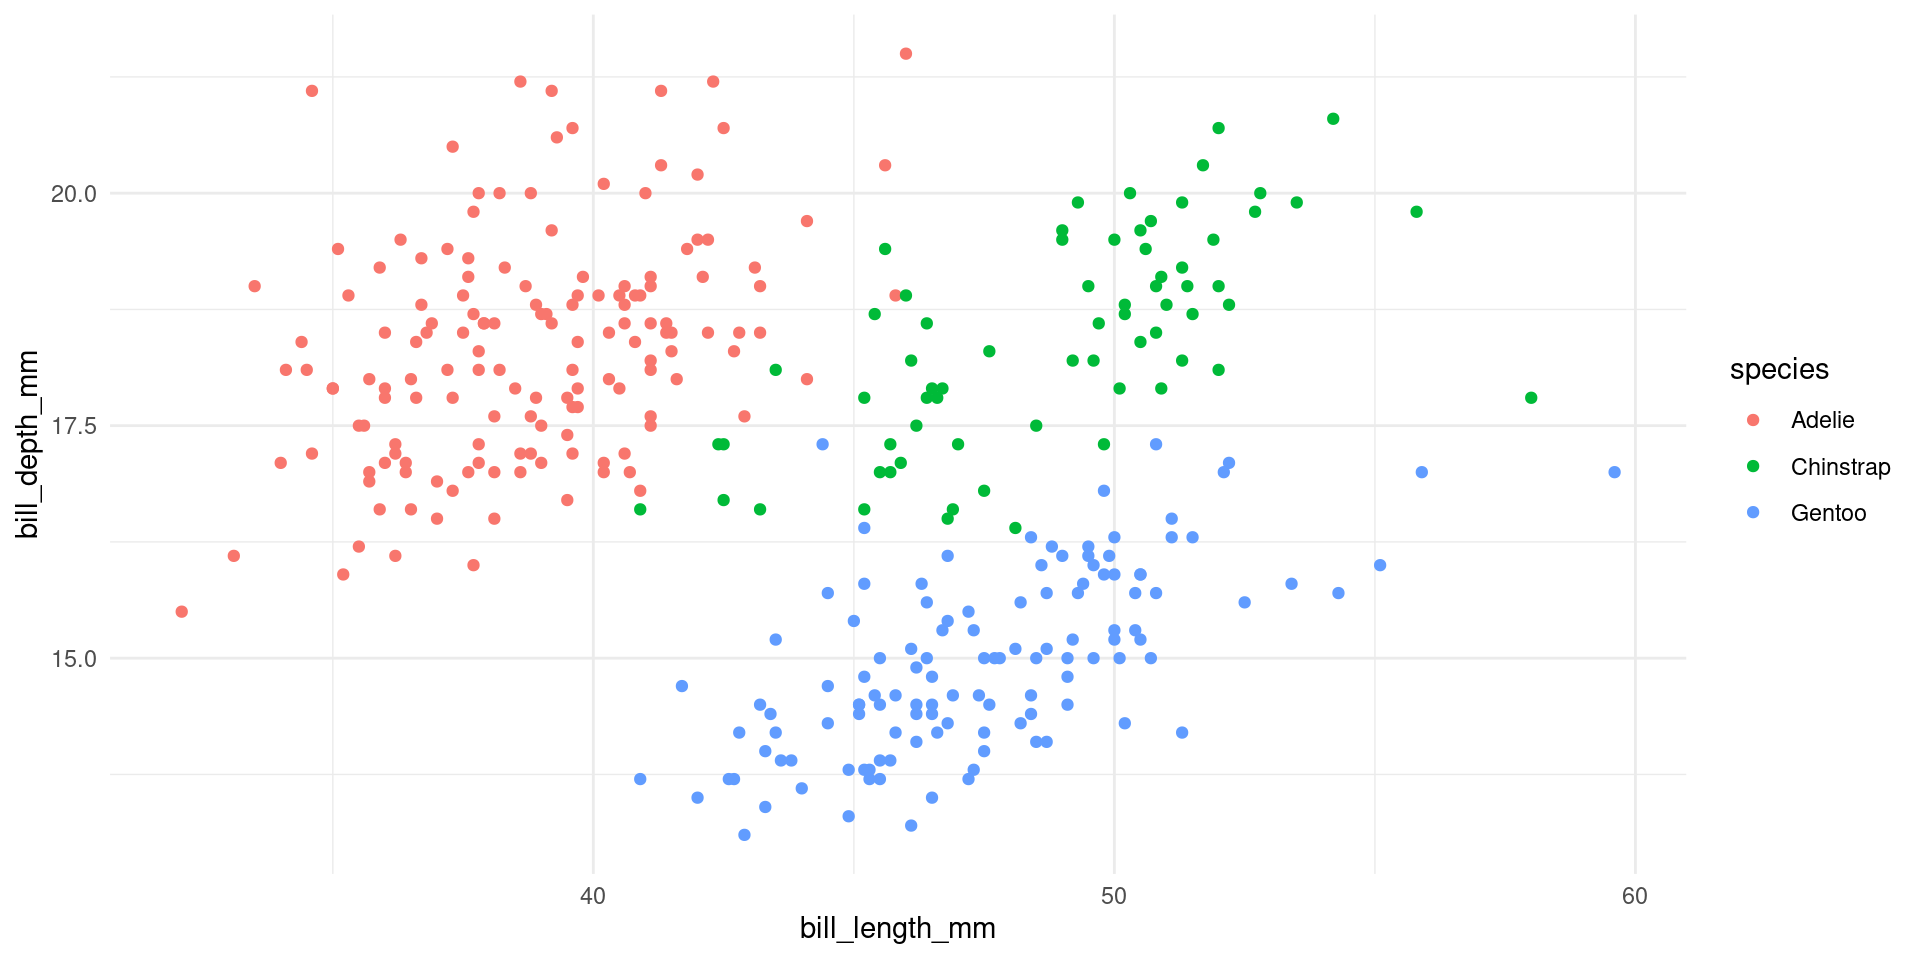 20.0
17.5
15.0
bill_depth_mm
40 50 60
bill_length_mm
species
Adelie
Chinstrap
Gentoo